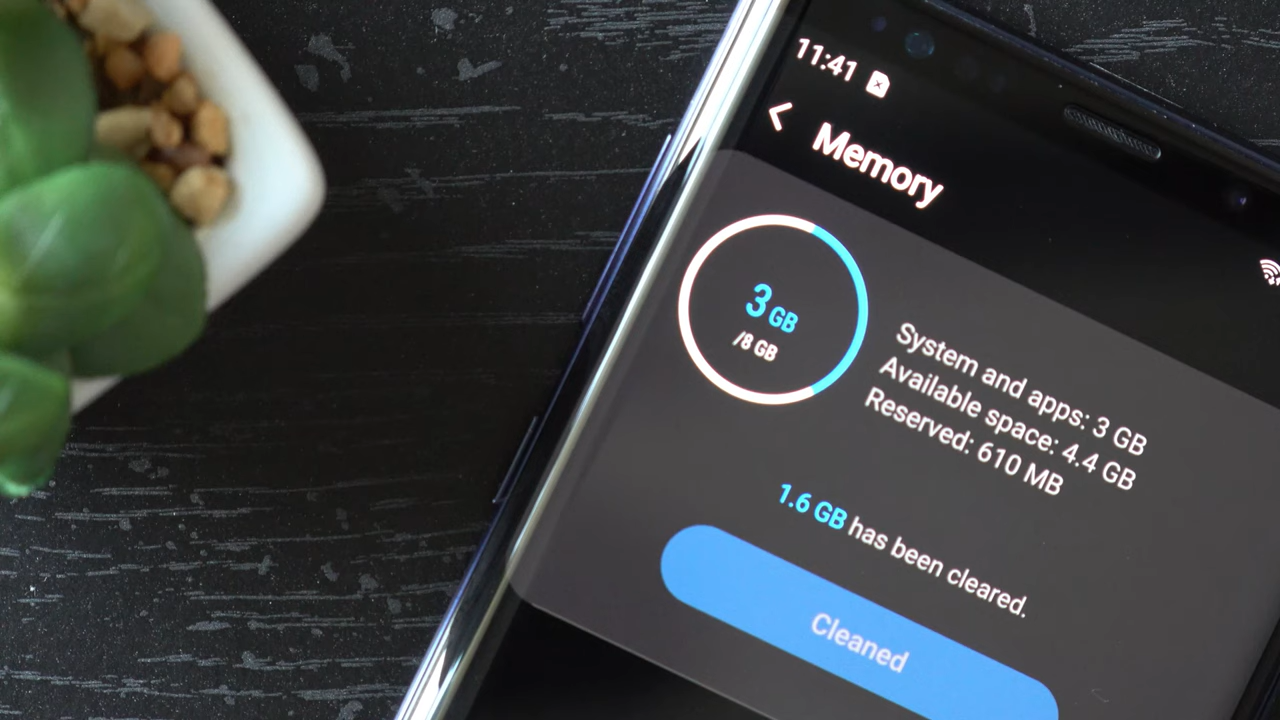 11:41
Memory
3 GB
/8 GB
System and apps: 3 GB
Available space: 4.4 GB
Reserved: 610 MB
1.6 GB has been cleared.
Cleaned